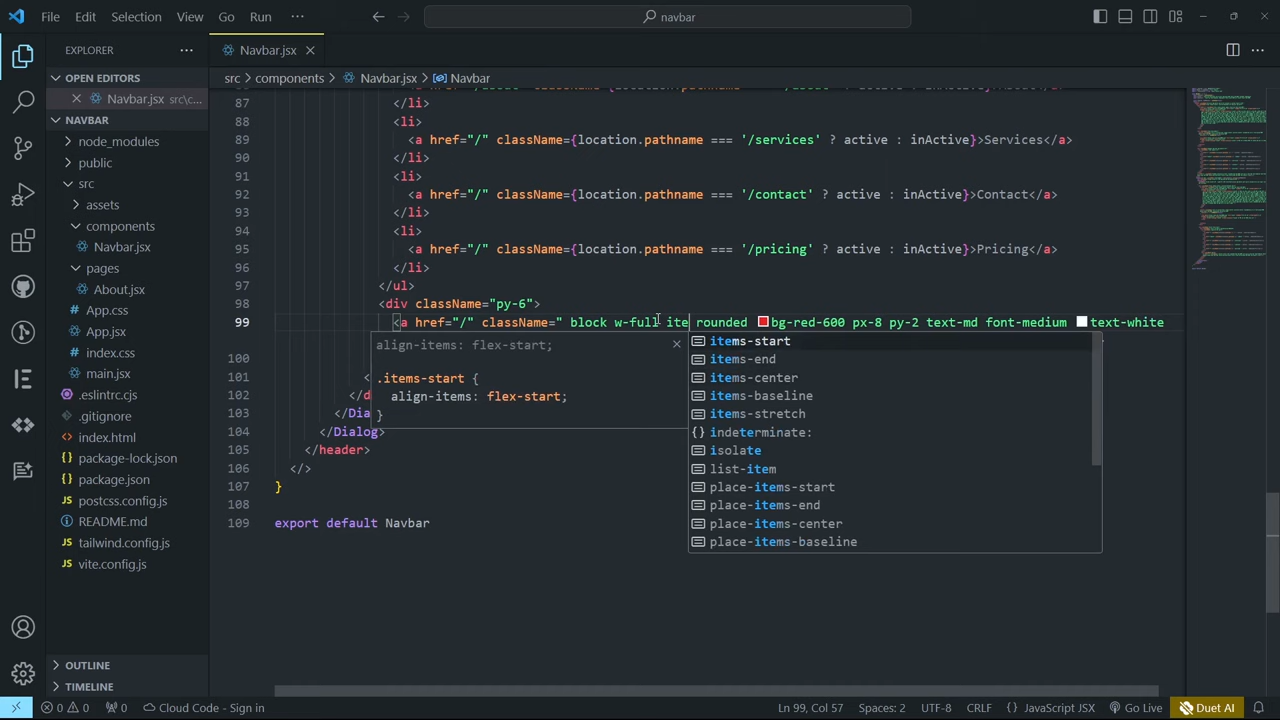 File Edit Selection View Go Run ··· navbar
EXPLORER ···
OPEN EDITORS
Navbar.jsx src\c...
NAVBAR
node_modules
public
src
assets
components
Navbar.jsx
pages
About.jsx
App.css
App.jsx
index.css
main.jsx
.eslintrc.cjs
.gitignore
index.html
package-lock.json
package.json
postcss.config.js
README.md
tailwind.config.js
vite.config.js
OUTLINE
TIMELINE
Navbar.jsx
src > components > Navbar.jsx > Navbar
87 </li>
88 <li>
89 <a href="/" className={location.pathname === '/services' ? active : inActive}>Services</a>
90 </li>
91 <li>
92 <a href="/" className={location.pathname === '/contact' ? active : inActive}>Contact</a>
93 </li>
94 <li>
95 <a href="/" className={location.pathname === '/pricing' ? active : inActive}>Pricing</a>
96 </li>
97 </ul>
98 <div className="py-6">
99 <a href="/" className=" block w-full ite rounded bg-red-600 px-8 py-2 text-md font-medium text-white
100
101 <
102 </d
103 </Dia
104 </Dialog>
105 </header>
106 </>
107 }
108
109 export default Navbar
align-items: flex-start;
.items-start {
align-items: flex-start;
}
items-start
items-end
items-center
items-baseline
items-stretch
{} indeterminate:
isolate
list-item
place-items-start
place-items-end
place-items-center
place-items-baseline
0 0 0 Cloud Code - Sign in Ln 99, Col 57 Spaces: 2 UTF-8 CRLF {} JavaScript JSX Go Live Duet AI